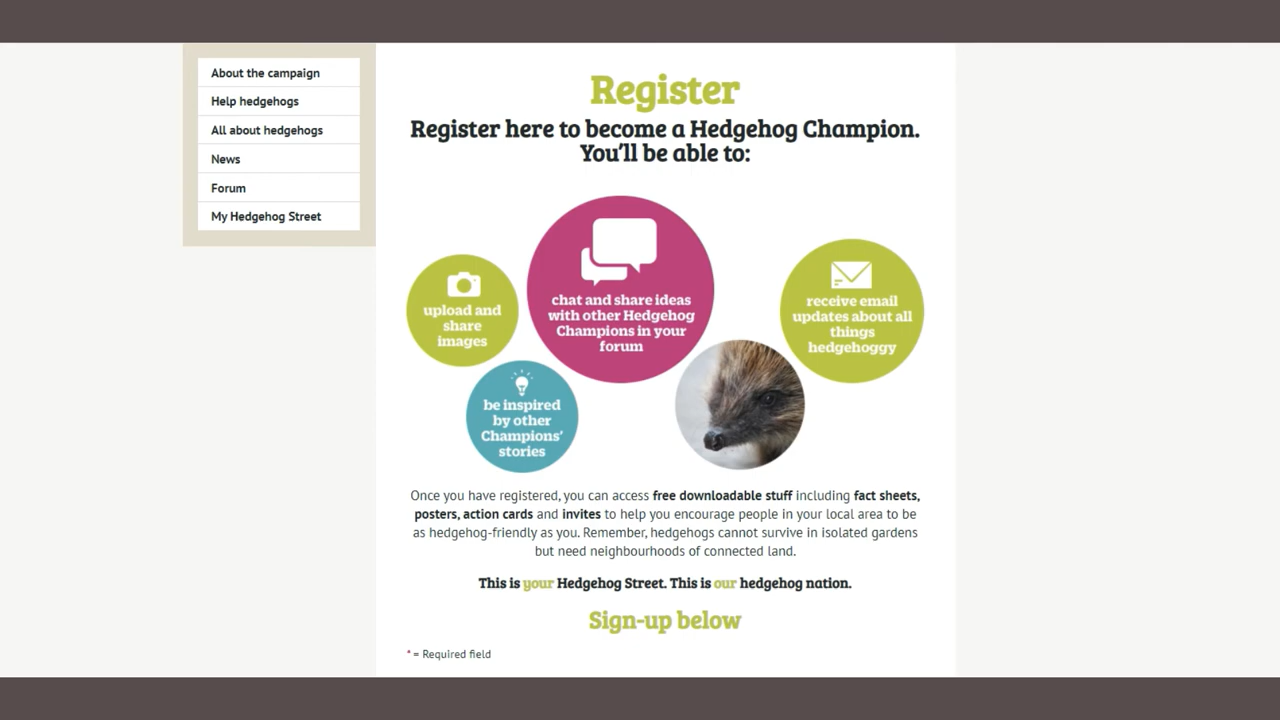 About the campaign
Help hedgehogs
All about hedgehogs
News
Forum
My Hedgehog Street
Register
Register here to become a Hedgehog Champion.
You'll be able to:
upload and
share
images
chat and share ideas
with other Hedgehog
Champions in your
forum
receive email
updates about all
things
hedgehoggy
be inspired
by other
Champions'
stories
Once you have registered, you can access free downloadable stuff including fact sheets,
posters, action cards and invites to help you encourage people in your local area to be
as hedgehog-friendly as you. Remember, hedgehogs cannot survive in isolated gardens
but need neighbourhoods of connected land.
This is your Hedgehog Street. This is our hedgehog nation.
Sign-up below
* = Required field